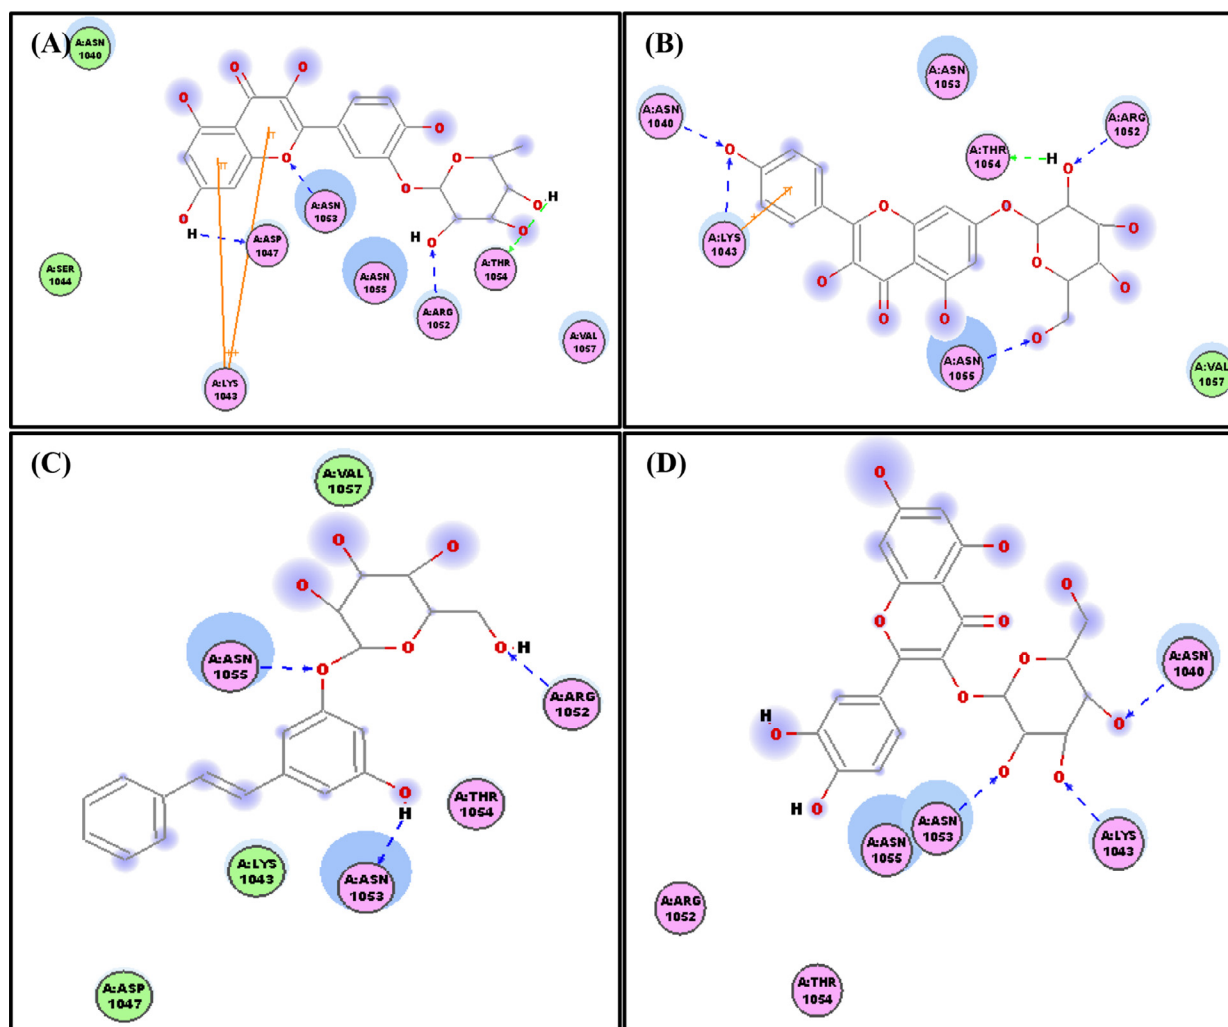 (A)
A:ASN
1040
O
O
O
O
O
π
π
O
O
O
H
O
A:ASN
1053
O
H
A:ASP
1047
O
H
O
O
A:SER
1044
A:ASN
1055
A:THR
1054
A:ARG
1052
A:VAL
1057
++
A:LYS
1043
(B)
A:ASN
1053
A:ASN
1040
A:ARG
1052
A:THR
1054
H
O
O
π
+
A:LYS
1043
O
O
O
O
O
O
O
O
O
A:ASN
1055
O
A:VAL
1057
(C)
A:VAL
1057
O
O
O
A:ASN
1055
O
O
O
H
A:ARG
1052
O
H
A:THR
1054
A:LYS
1043
A:ASN
1053
A:ASP
1047
(D)
O
O
O
O
O
O
O
A:ASN
1040
O
H
O
O
O
H
O
A:ASN
1053
A:ASN
1055
A:LYS
1043
A:ARG
1052
A:THR
1054